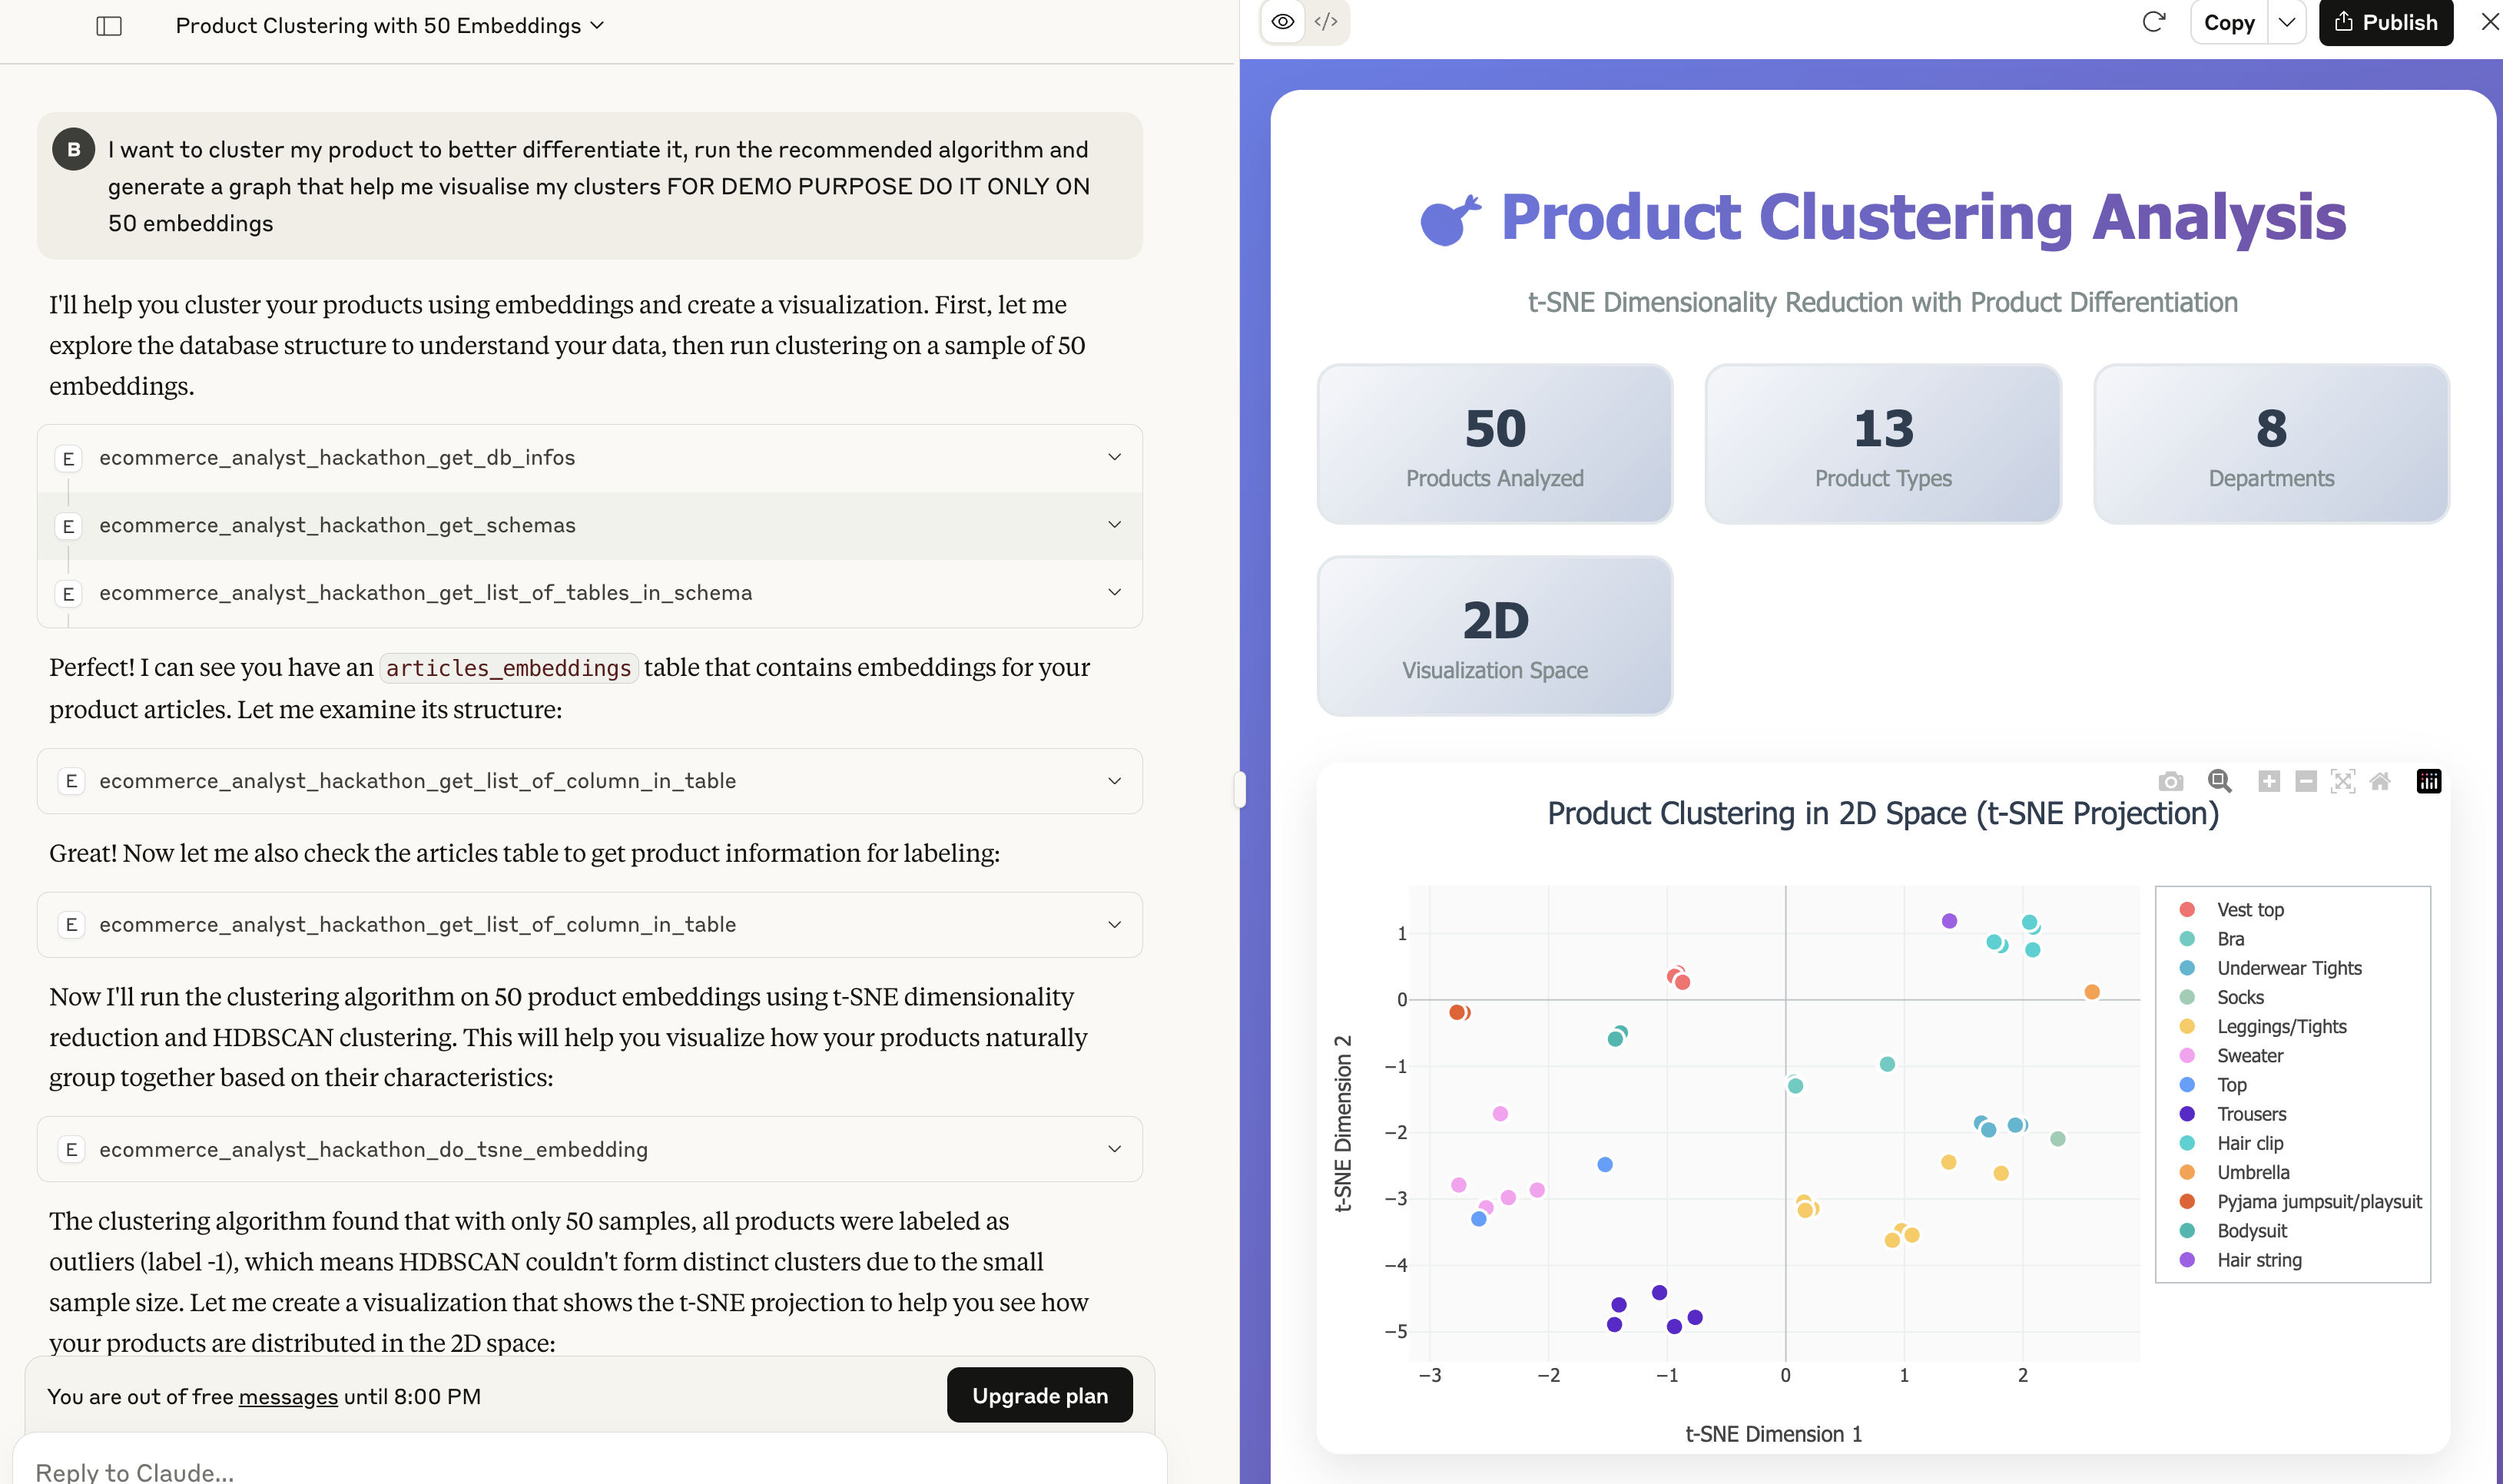 Product Clustering with 50 Embeddings
B
I want to cluster my product to better differentiate it, run the recommended algorithm and
generate a graph that help me visualise my clusters FOR DEMO PURPOSE DO IT ONLY ON
50 embeddings
I'll help you cluster your products using embeddings and create a visualization. First, let me
explore the database structure to understand your data, then run clustering on a sample of 50
embeddings.
E ecommerce_analyst_hackathon_get_db_infos
E ecommerce_analyst_hackathon_get_schemas
E ecommerce_analyst_hackathon_get_list_of_tables_in_schema
Perfect! I can see you have an articles_embeddings table that contains embeddings for your
product articles. Let me examine its structure:
E ecommerce_analyst_hackathon_get_list_of_column_in_table
Great! Now let me also check the articles table to get product information for labeling:
E ecommerce_analyst_hackathon_get_list_of_column_in_table
Now I'll run the clustering algorithm on 50 product embeddings using t-SNE dimensionality
reduction and HDBSCAN clustering. This will help you visualize how your products naturally
group together based on their characteristics:
E ecommerce_analyst_hackathon_do_tsne_embedding
The clustering algorithm found that with only 50 samples, all products were labeled as
outliers (label -1), which means HDBSCAN couldn't form distinct clusters due to the small
sample size. Let me create a visualization that shows the t-SNE projection to help you see how
your products are distributed in the 2D space:
You are out of free messages until 8:00 PM
Upgrade plan
Reply to Claude...
</>
Copy
Publish
Product Clustering Analysis
t-SNE Dimensionality Reduction with Product Differentiation
50
Products Analyzed
13
Product Types
8
Departments
2D
Visualization Space
Product Clustering in 2D Space (t-SNE Projection)
t-SNE Dimension 2
1
0
−1
−2
−3
−4
−5
−3
−2
−1
0
1
2
t-SNE Dimension 1
Vest top
Bra
Underwear Tights
Socks
Leggings/Tights
Sweater
Top
Trousers
Hair clip
Umbrella
Pyjama jumpsuit/playsuit
Bodysuit
Hair string